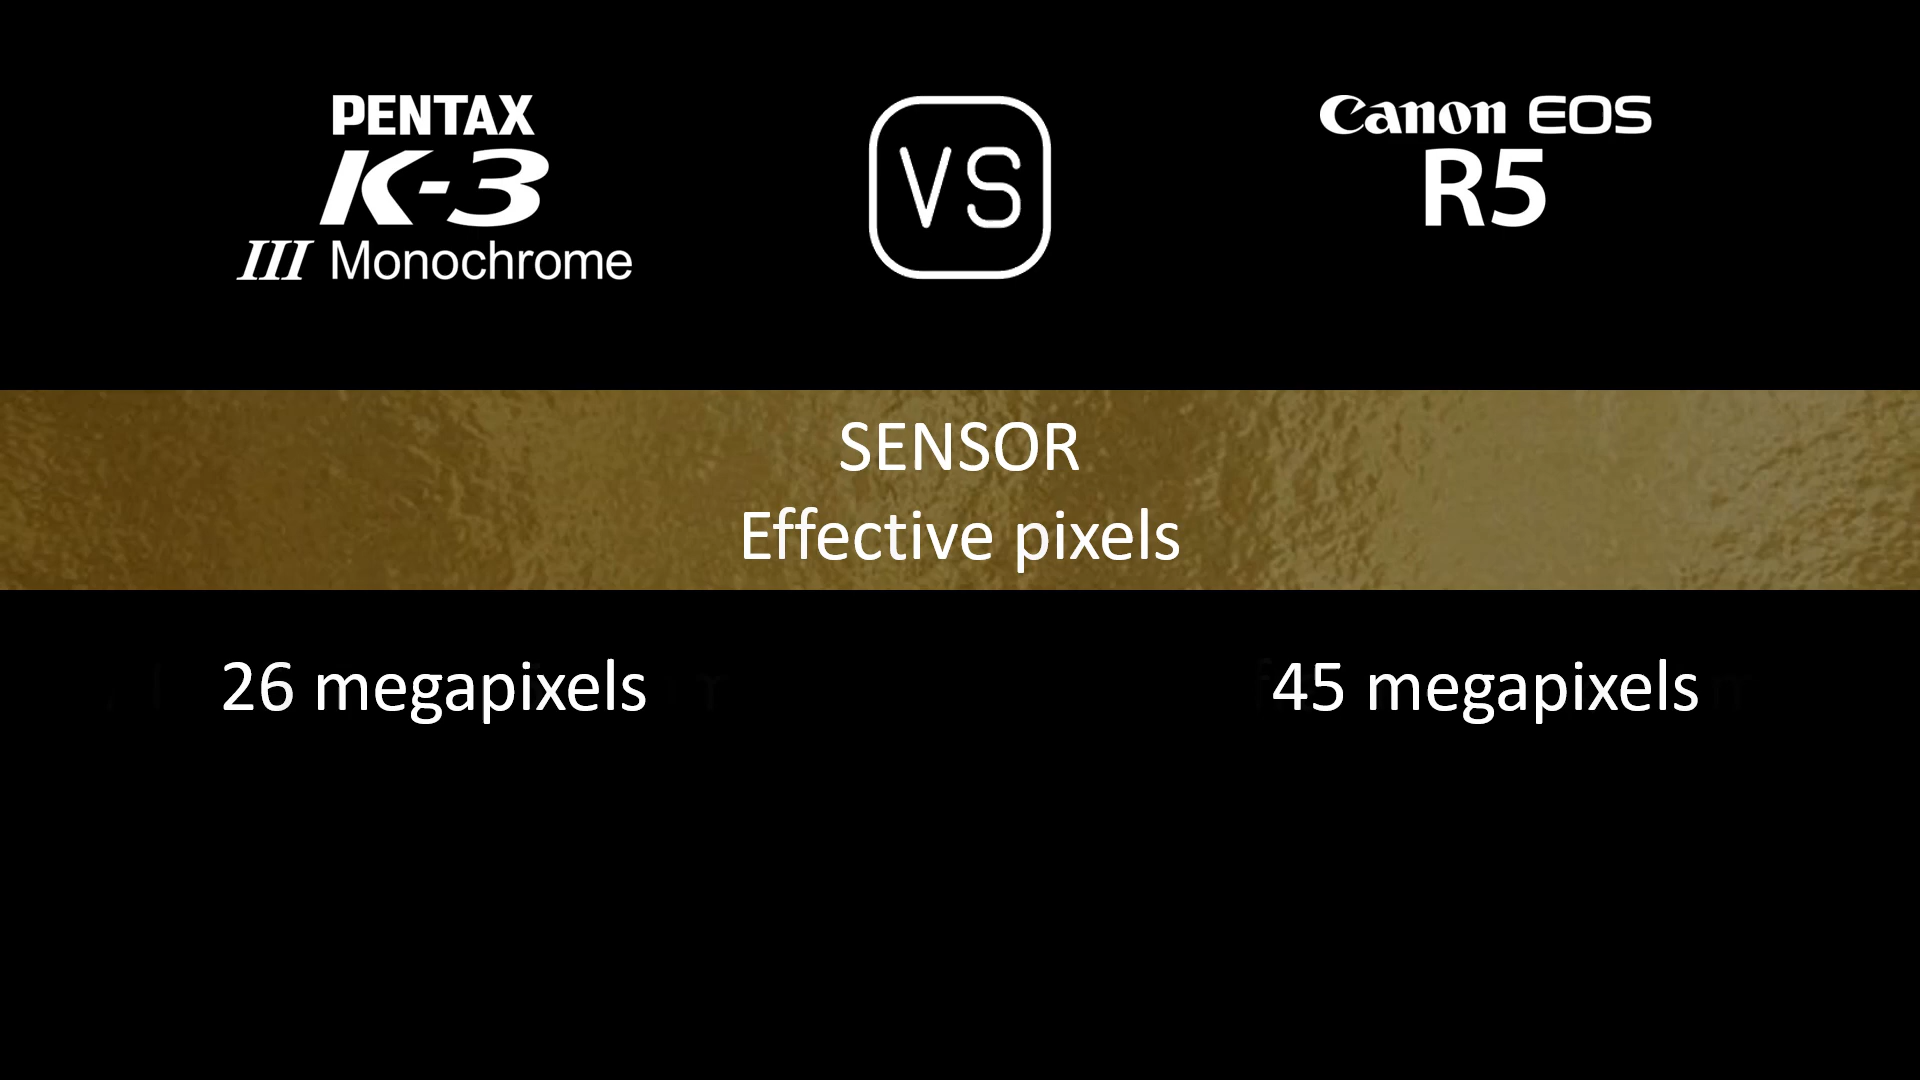 PENTAX
K-3
III Monochrome
VS
Canon EOS
R5
SENSOR
Effective pixels
26 megapixels
45 megapixels